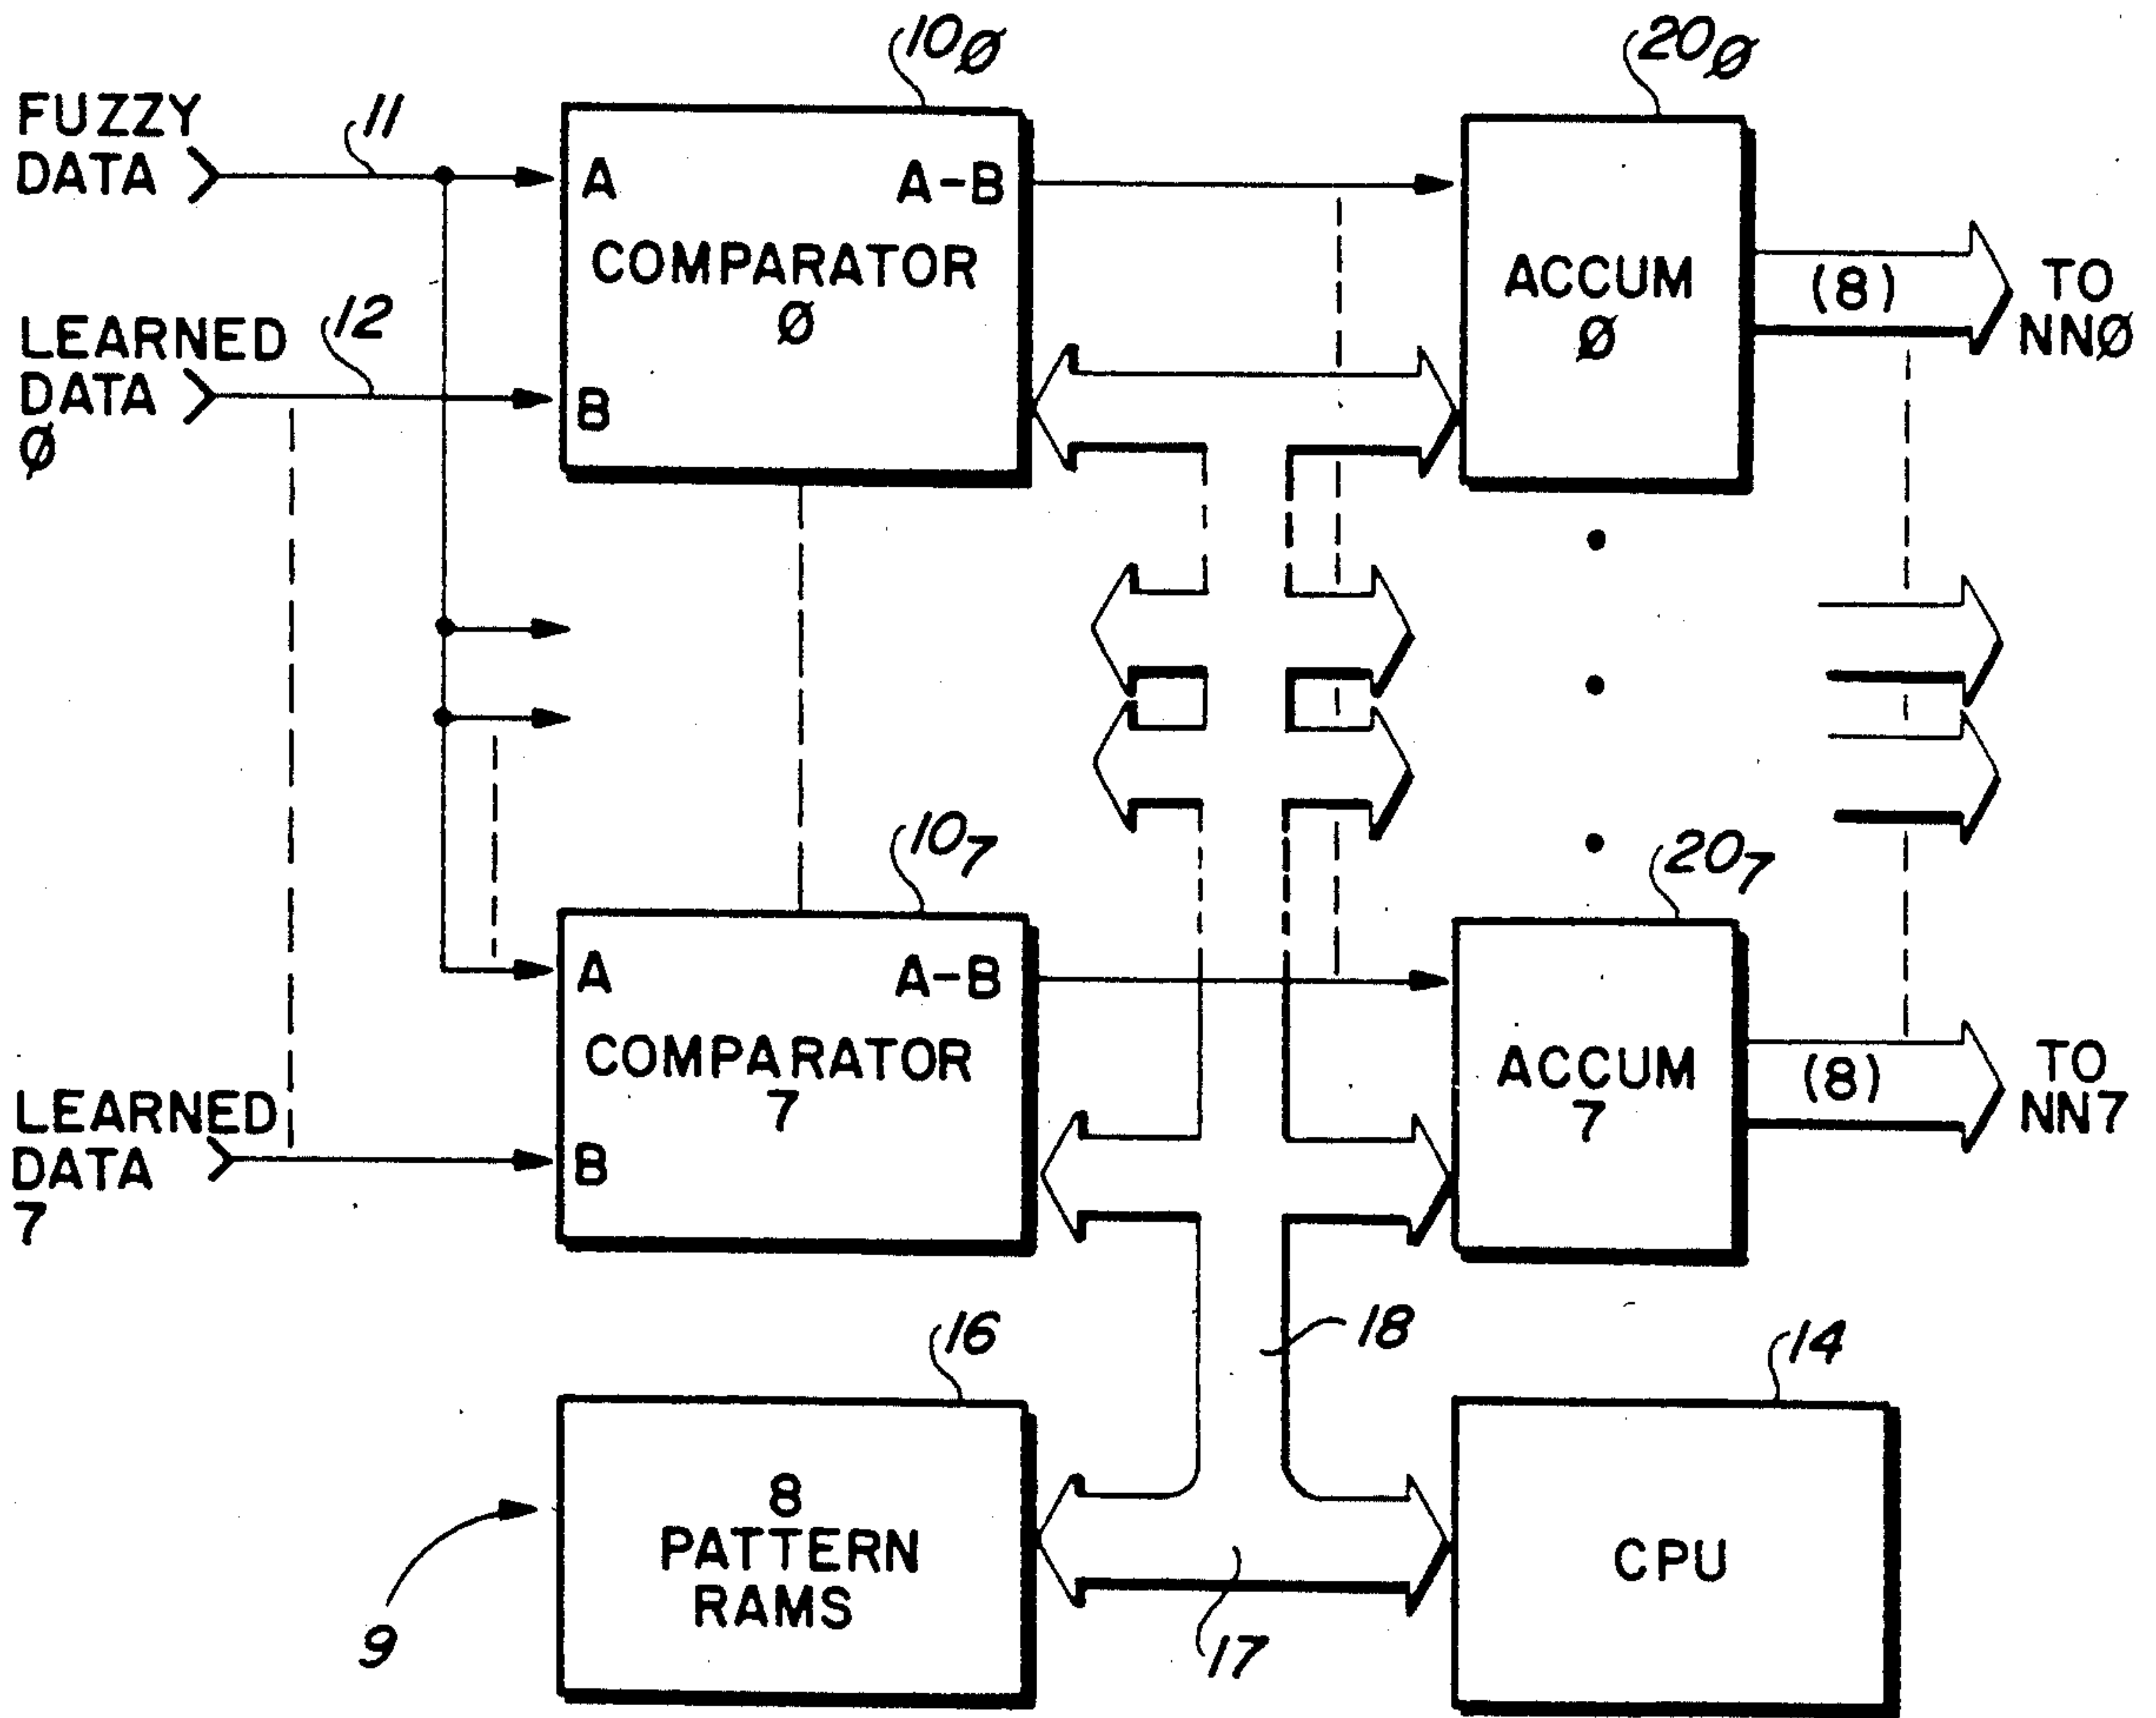 10Ø
20Ø
FUZZY
DATA
11
A
A-B
COMPARATOR
Ø
ACCUM
Ø
(8)
TO
NNØ
LEARNED
DATA
Ø
12
B
107
207
A
A-B
COMPARATOR
7
ACCUM
7
(8)
TO
NN7
LEARNED
DATA
7
B
16
18
14
8
PATTERN
RAMS
CPU
9
17